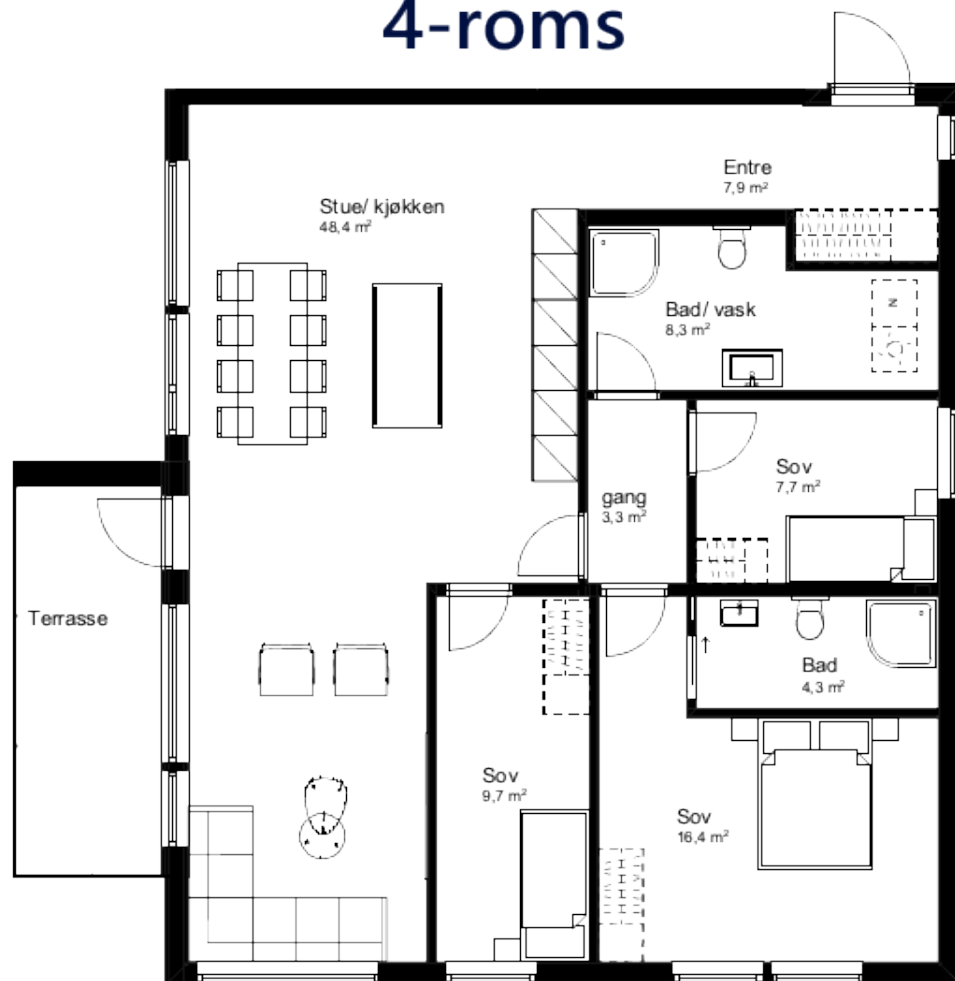 4-roms
Entre
7,9 m²
Stue/ kjøkken
48,4 m²
Bad/ vask
8,3 m²
N
Sov
7,7 m²
gang
3,3 m²
Terrasse
Bad
4,3 m²
Sov
9,7 m²
Sov
16,4 m²